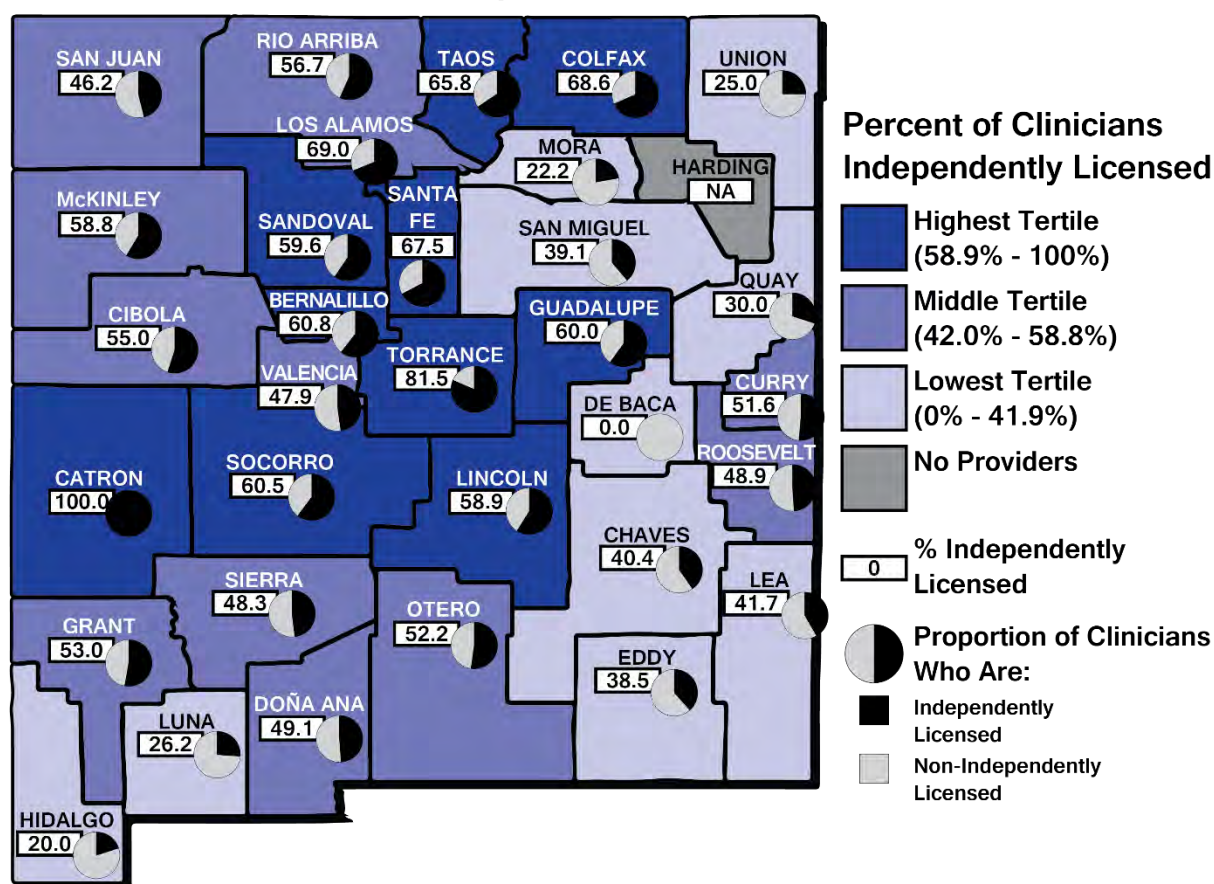 SAN JUAN
46.2
RIO ARRIBA
56.7
TAOS
65.8
COLFAX
68.6
UNION
25.0
LOS ALAMOS
69.0
MORA
22.2
HARDING
NA
McKINLEY
58.8
SANDOVAL
59.6
SANTA
FE
67.5
SAN MIGUEL
39.1
QUAY
30.0
CIBOLA
55.0
BERNALILLO
60.8
GUADALUPE
60.0
VALENCIA
47.9
TORRANCE
81.5
DE BACA
0.0
CURRY
51.6
ROOSEVELT
48.9
CATRON
100.0
SOCORRO
60.5
LINCOLN
58.9
CHAVES
40.4
LEA
41.7
SIERRA
48.3
OTERO
52.2
GRANT
53.0
EDDY
38.5
DOÑA ANA
49.1
LUNA
26.2
HIDALGO
20.0
Percent of Clinicians
Independently Licensed
Highest Tertile
(58.9% - 100%)
Middle Tertile
(42.0% - 58.8%)
Lowest Tertile
(0% - 41.9%)
No Providers
0
% Independently
Licensed
Proportion of Clinicians
Who Are:
Independently
Licensed
Non-Independently
Licensed